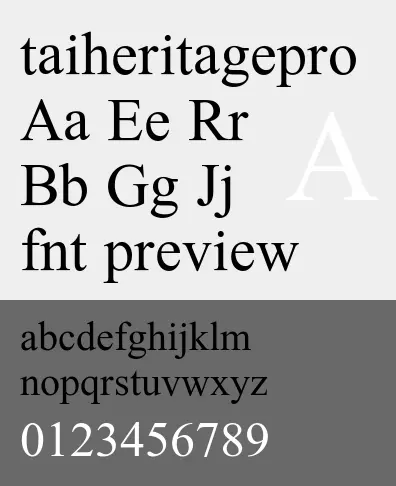 taiheritagepro
Aa Ee Rr
A
Bb Gg Jj
fnt preview
abcdefghijklm
nopqrstuvwxyz
0123456789